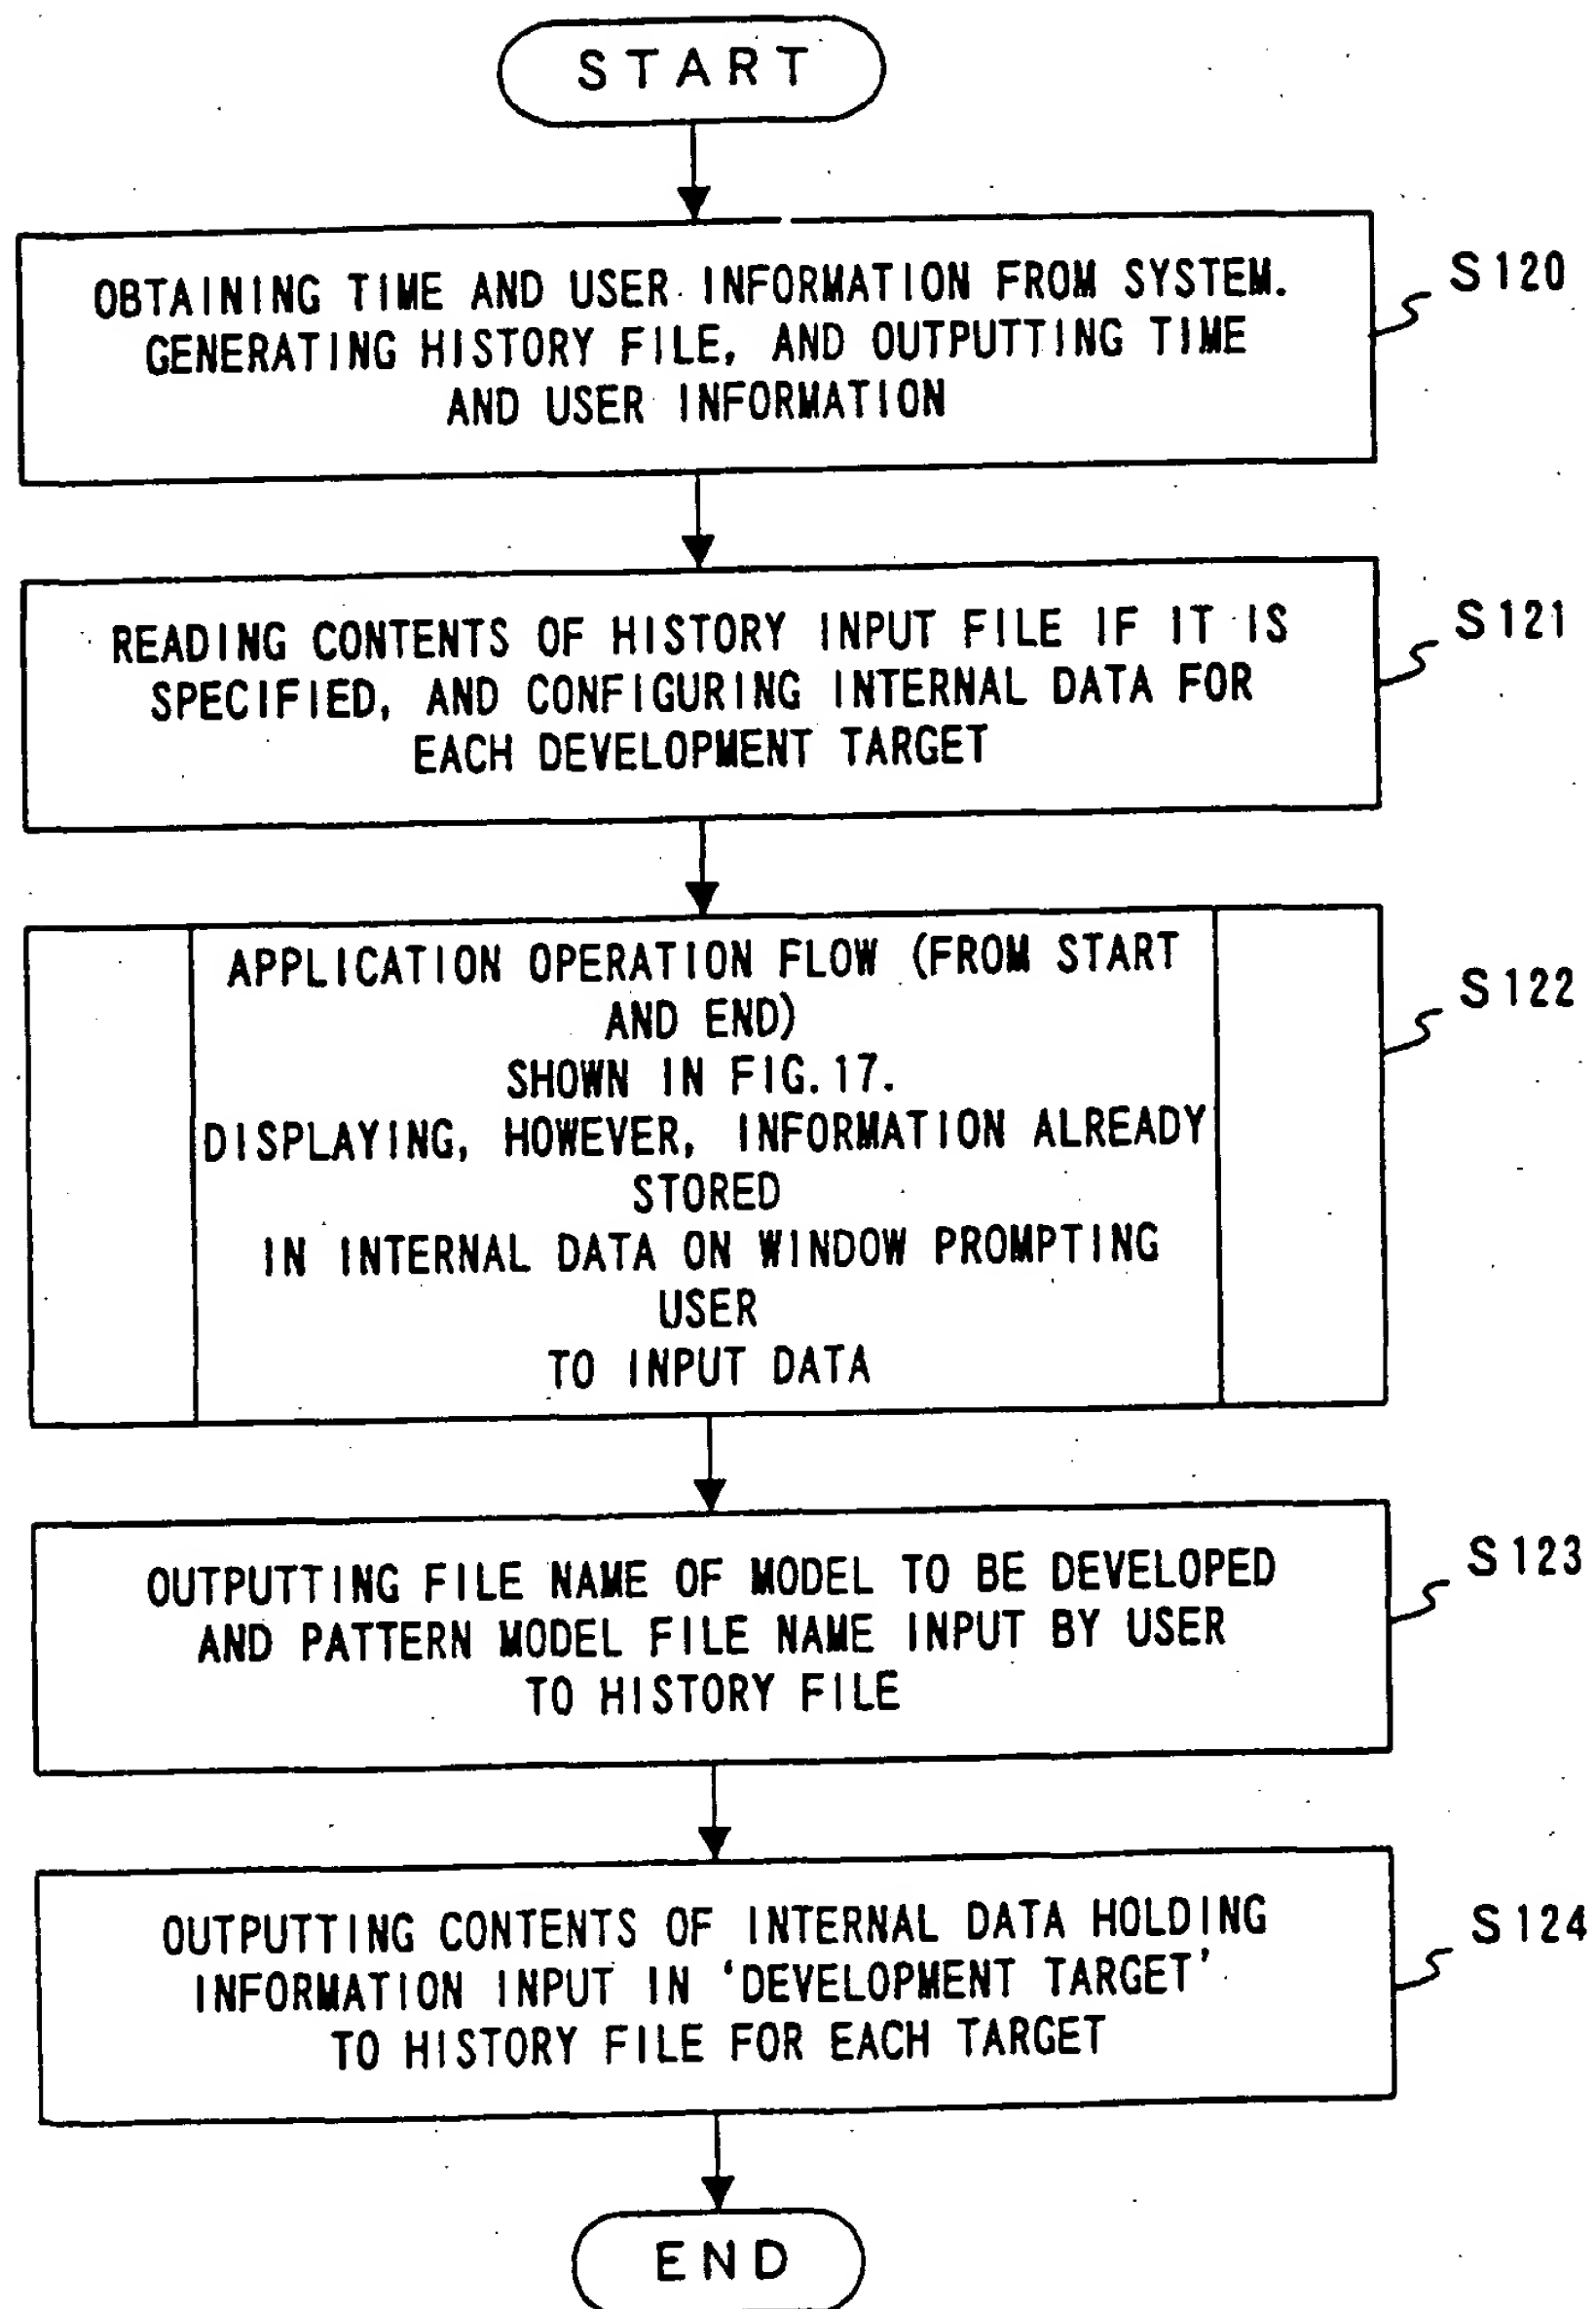 START
OBTAINING TIME AND USER INFORMATION FROM SYSTEM.
GENERATING HISTORY FILE, AND OUTPUTTING TIME
AND USER INFORMATION
S120
READING CONTENTS OF HISTORY INPUT FILE IF IT IS
SPECIFIED, AND CONFIGURING INTERNAL DATA FOR
EACH DEVELOPMENT TARGET
S121
APPLICATION OPERATION FLOW (FROM START
AND END)
SHOWN IN FIG.17.
DISPLAYING, HOWEVER, INFORMATION ALREADY
STORED
IN INTERNAL DATA ON WINDOW PROMPTING
USER
TO INPUT DATA
S122
OUTPUTTING FILE NAME OF MODEL TO BE DEVELOPED
AND PATTERN MODEL FILE NAME INPUT BY USER
TO HISTORY FILE
S123
OUTPUTTING CONTENTS OF INTERNAL DATA HOLDING
INFORMATION INPUT IN ‘DEVELOPMENT TARGET’
TO HISTORY FILE FOR EACH TARGET
S124
END